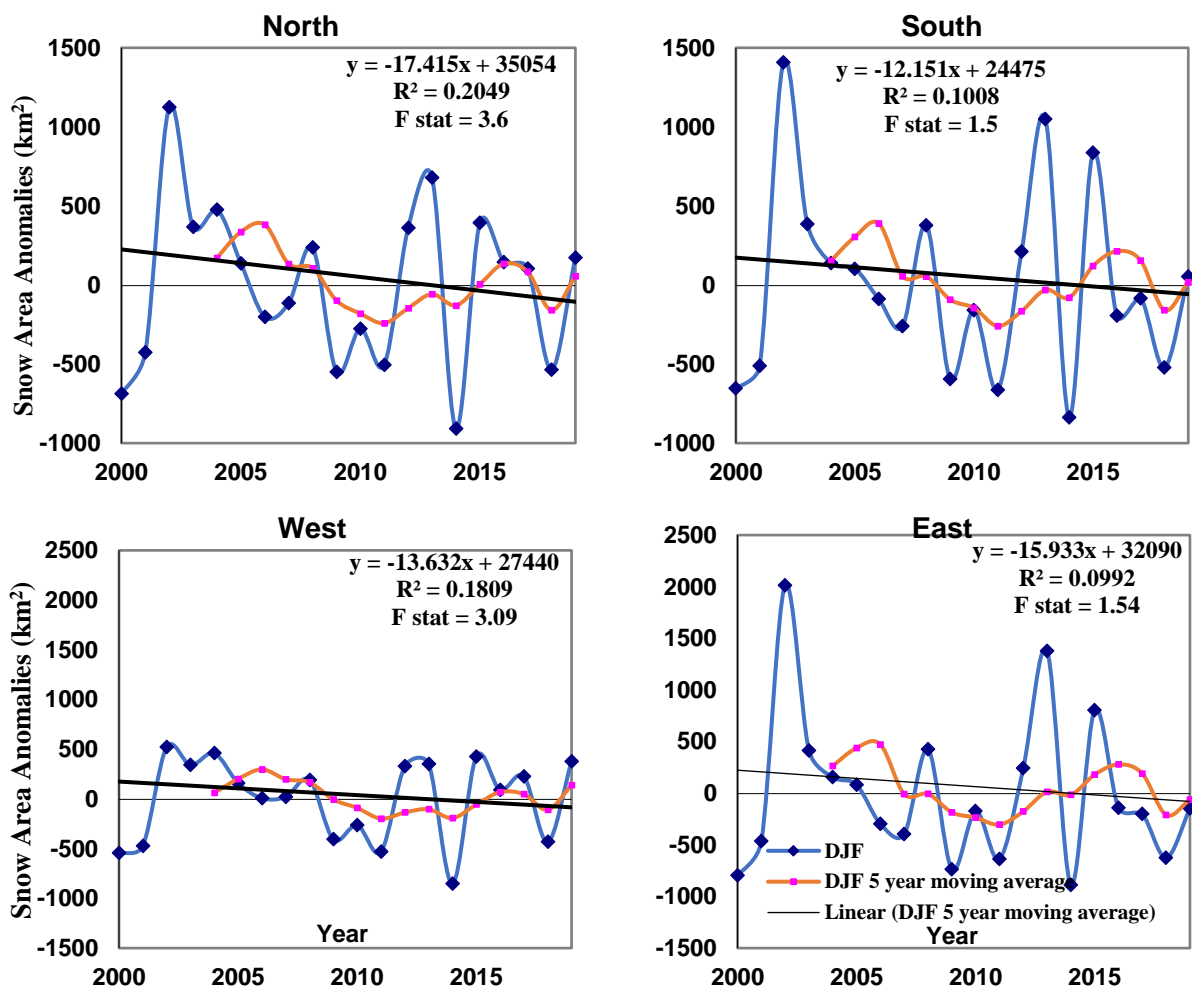 North
y = -17.415x + 35054
R² = 0.2049
F stat = 3.6
Snow Area Anomalies (km²)
1500
1000
500
0
-500
-1000
2000
2005
2010
2015
South
y = -12.151x + 24475
R² = 0.1008
F stat = 1.5
1500
1000
500
0
-500
-1000
2000
2005
2010
2015
West
y = -13.632x + 27440
R² = 0.1809
F stat = 3.09
Snow Area Anomalies (km²)
2500
2000
1500
1000
500
0
-500
-1000
-1500
Year
2000
2005
2010
2015
East
y = -15.933x + 32090
R² = 0.0992
F stat = 1.54
2500
2000
1500
1000
500
0
-500
-1000
-1500
DJF
DJF 5 year moving average
Linear (DJF 5 year moving average)
Year
2000
2005
2010
2015